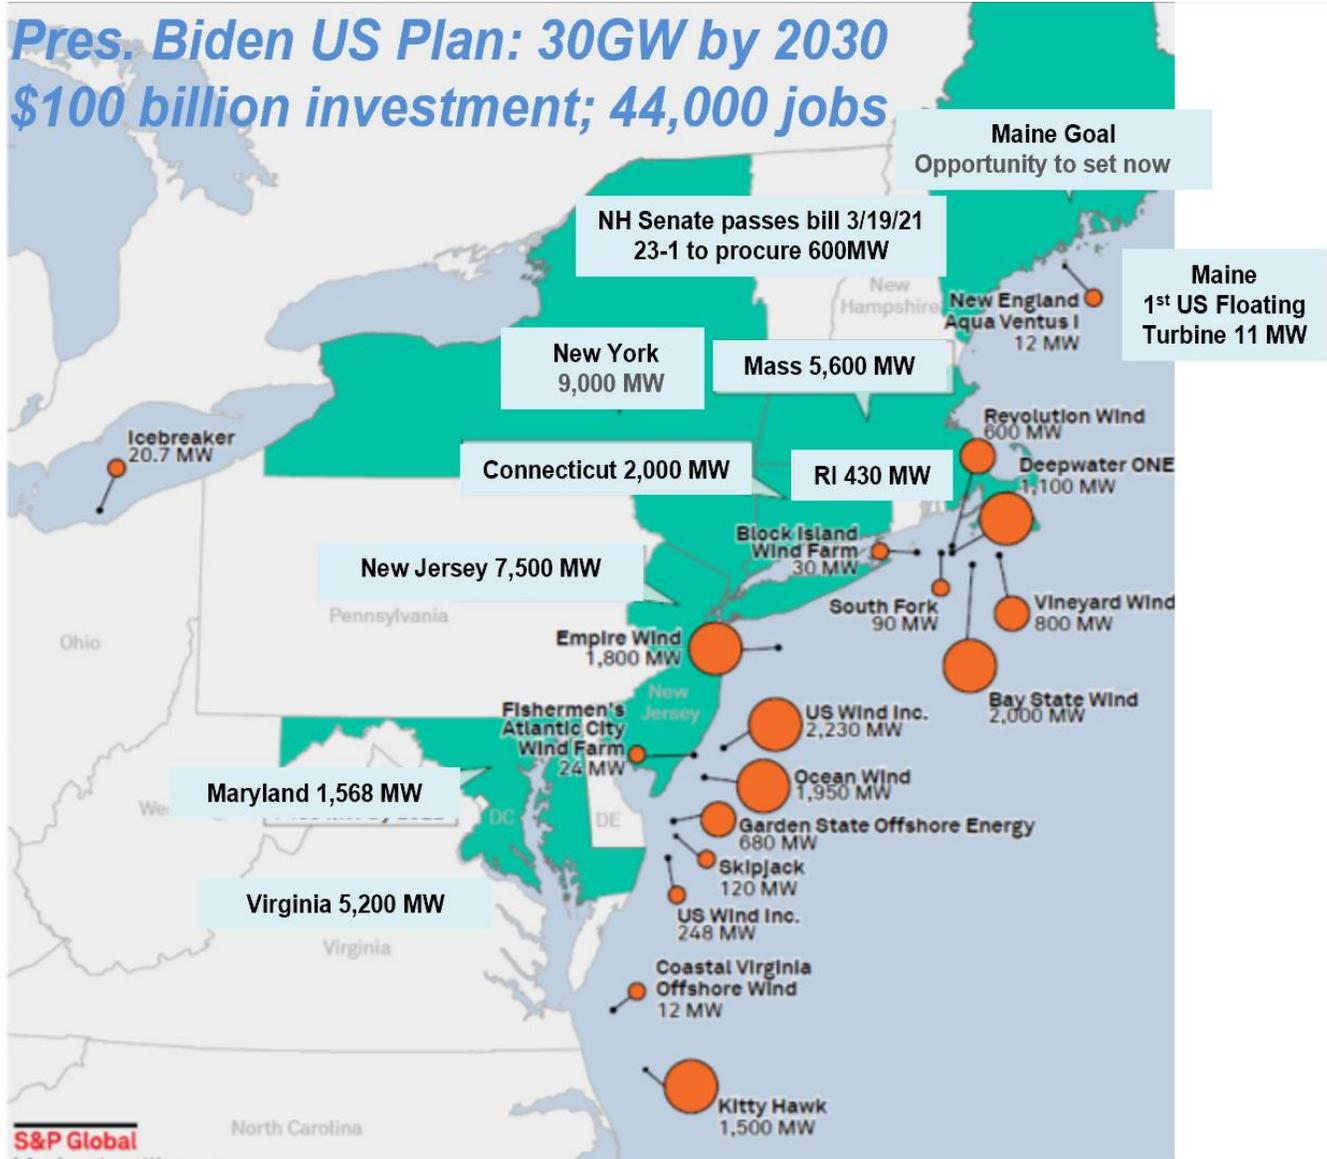 Pres. Biden US Plan: 30GW by 2030
$100 billion investment; 44,000 jobs
Maine Goal
Opportunity to set now
NH Senate passes bill 3/19/21
23-1 to procure 600MW
Maine
1st US Floating
Turbine 11 MW
New
Hampshire
New England
Aqua Ventus I
12 MW
New York
9,000 MW
Mass 5,600 MW
Revolution Wind
600 MW
Icebreaker
20.7 MW
Connecticut 2,000 MW
RI 430 MW
Deepwater ONE
1,100 MW
Block Island
Wind Farm
30 MW
New Jersey 7,500 MW
South Fork
90 MW
Vineyard Wind
800 MW
Pennsylvania
Ohio
Empire Wind
1,800 MW
Bay State Wind
2,000 MW
New
Jersey
Fishermen's
Atlantic City
Wind Farm
24 MW
US Wind Inc.
2,230 MW
Ocean Wind
1,950 MW
Maryland 1,568 MW
DC
DE
Garden State Offshore Energy
680 MW
Skipjack
120 MW
Virginia 5,200 MW
US Wind Inc.
248 MW
Virginia
Coastal Virginia
Offshore Wind
12 MW
Kitty Hawk
1,500 MW
North Carolina
S&P Global